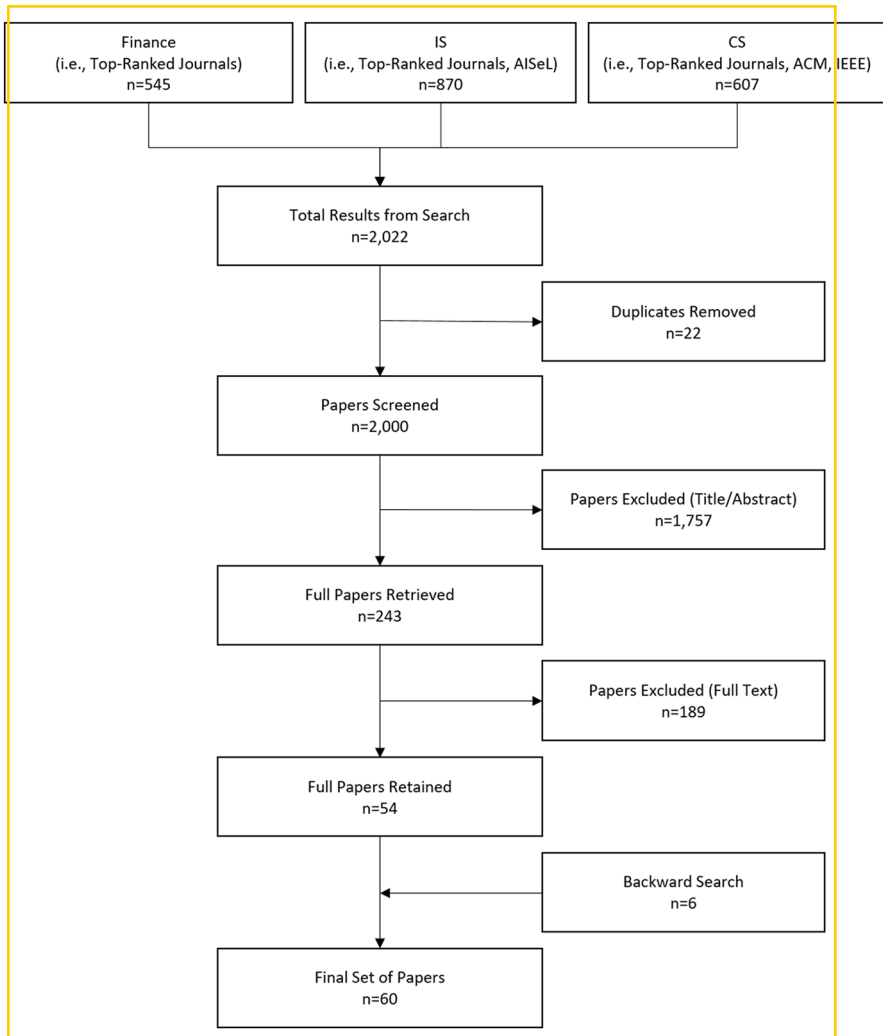 Finance
(i.e., Top-Ranked Journals)
n=545
IS
(i.e., Top-Ranked Journals, AISeL)
n=870
CS
(i.e., Top-Ranked Journals, ACM, IEEE)
n=607
Total Results from Search
n=2,022
Duplicates Removed
n=22
Papers Screened
n=2,000
Papers Excluded (Title/Abstract)
n=1,757
Full Papers Retrieved
n=243
Papers Excluded (Full Text)
n=189
Full Papers Retained
n=54
Backward Search
n=6
Final Set of Papers
n=60